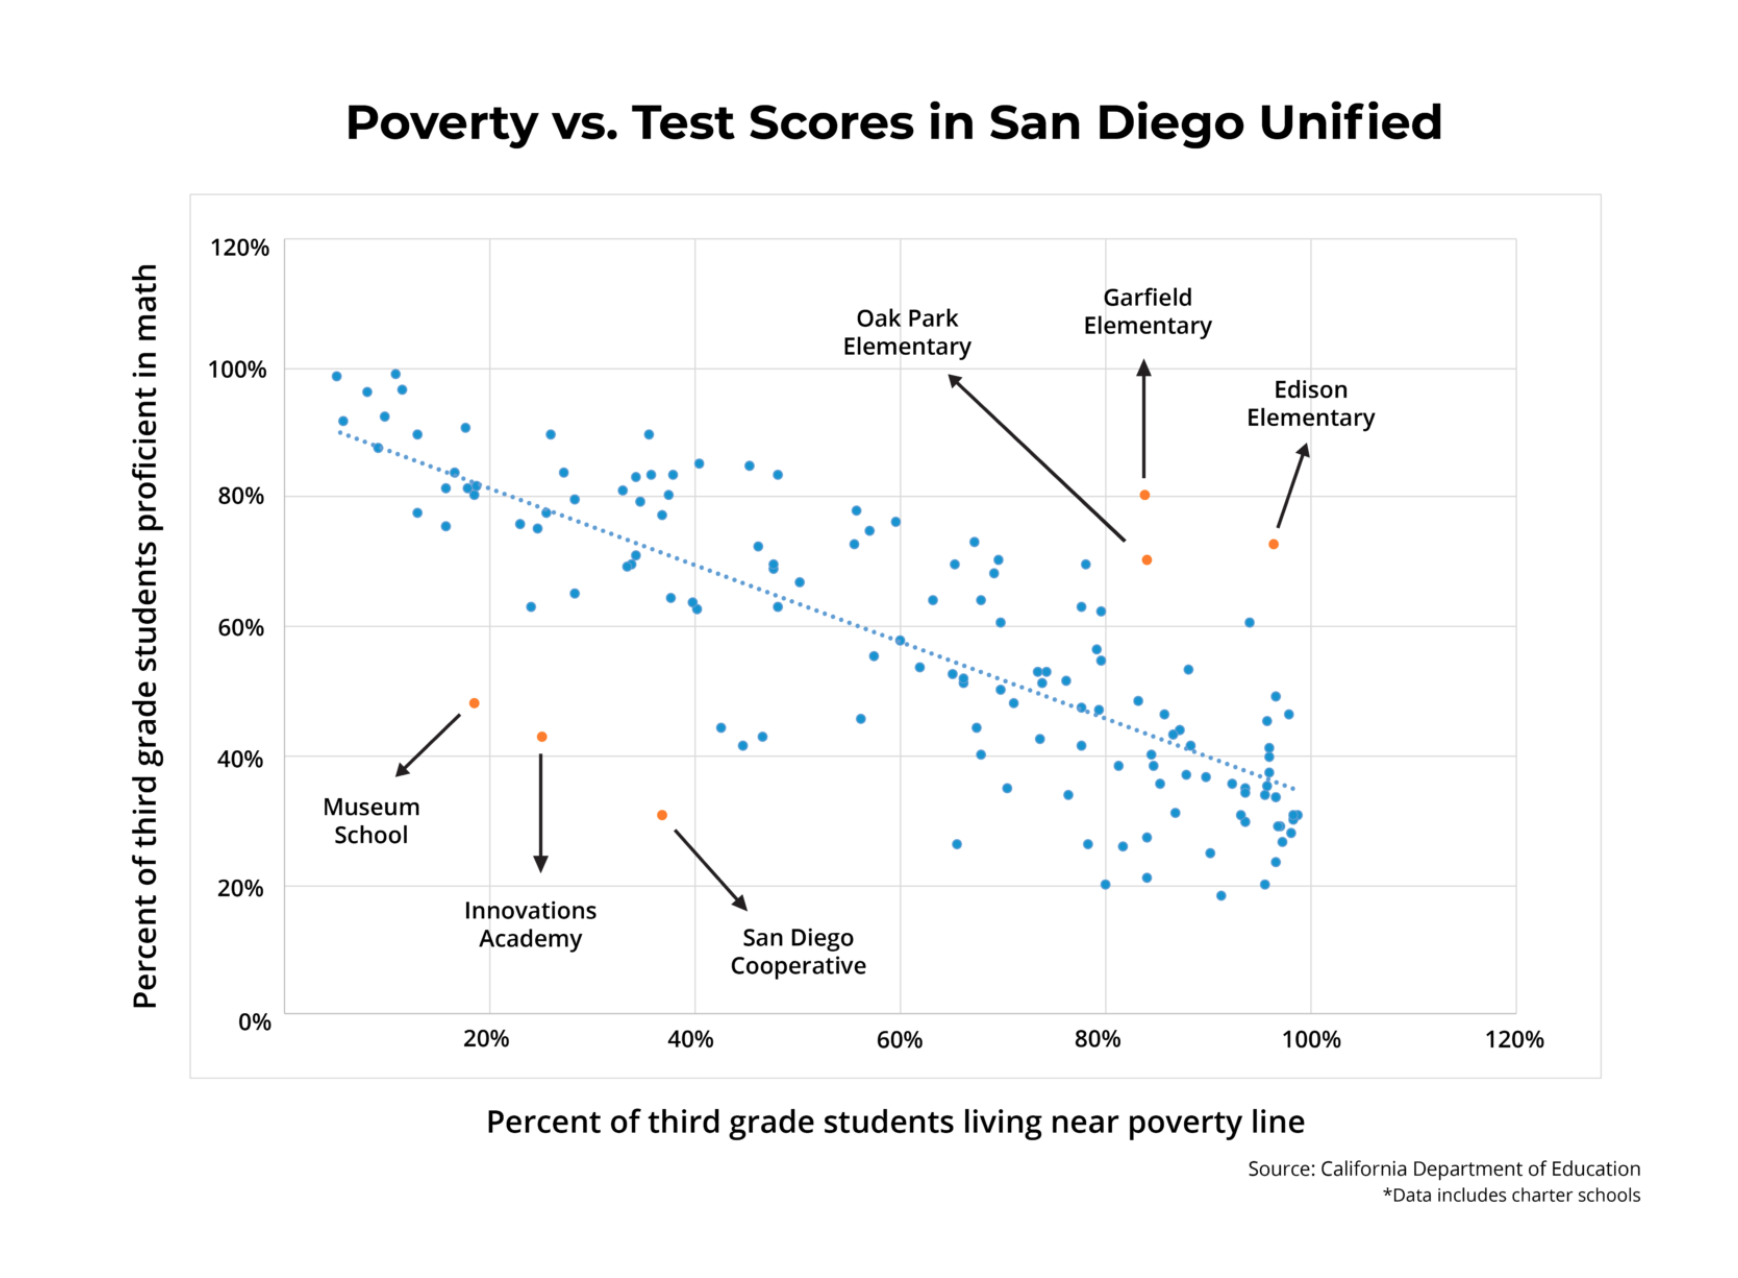 Poverty vs. Test Scores in San Diego Unified
Percent of third grade students proficient in math
120%
100%
80%
60%
40%
20%
0%
Oak Park
Elementary
Garfield
Elementary
Edison
Elementary
Museum
School
Innovations
Academy
San Diego
Cooperative
20%
40%
60%
80%
100%
120%
Percent of third grade students living near poverty line
Source: California Department of Education
*Data includes charter schools